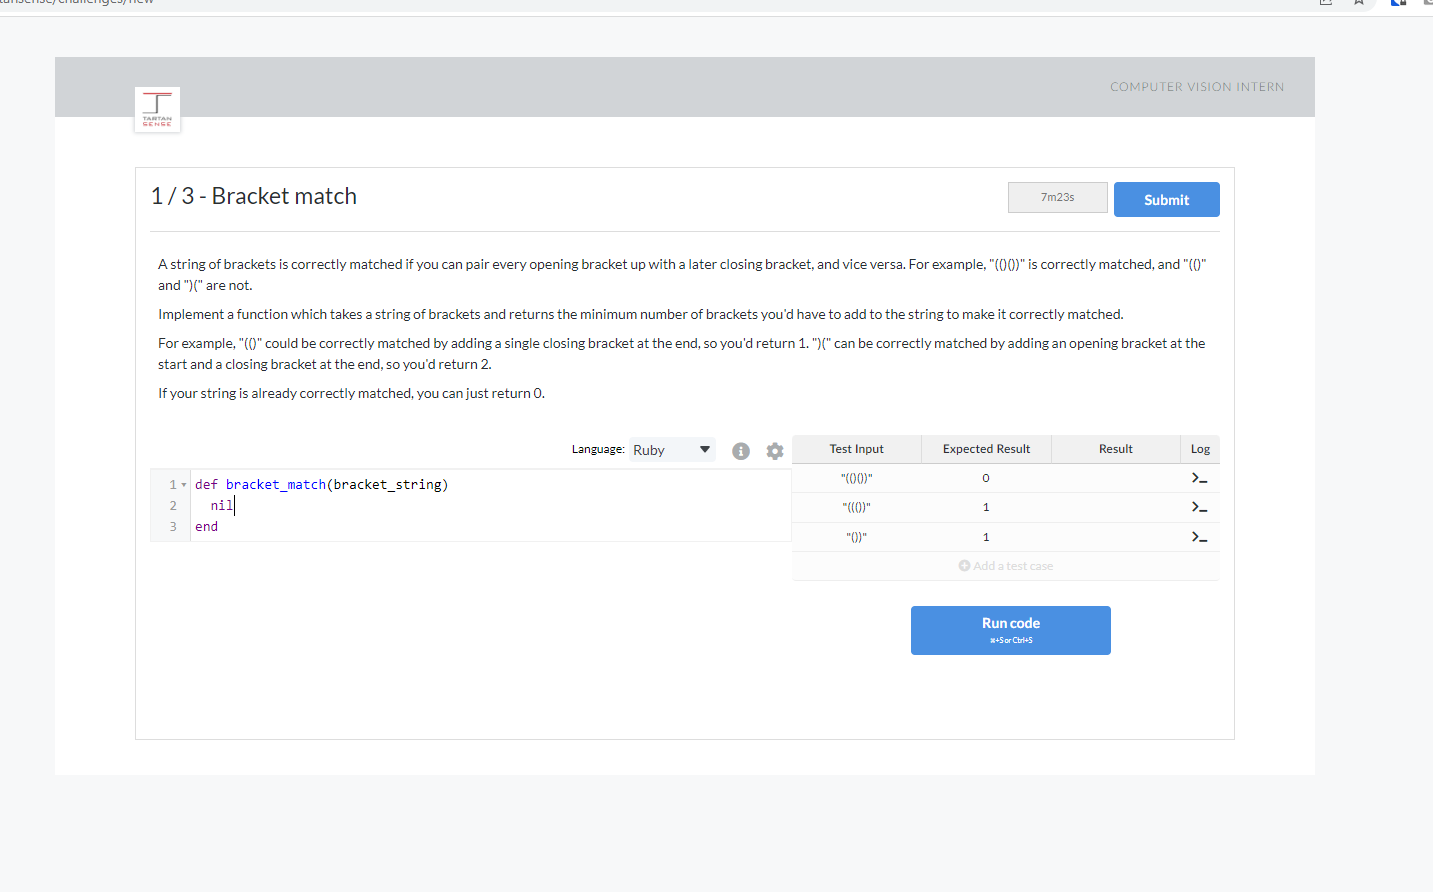 COMPUTER VISION INTERN
TARTAN
SENSE
1 / 3 - Bracket match
7m23s
Submit
A string of brackets is correctly matched if you can pair every opening bracket up with a later closing bracket, and vice versa. For example, "(()())" is correctly matched, and "(()"
and ")(" are not.
Implement a function which takes a string of brackets and returns the minimum number of brackets you'd have to add to the string to make it correctly matched.
For example, "(()" could be correctly matched by adding a single closing bracket at the end, so you'd return 1. ")(" can be correctly matched by adding an opening bracket at the
start and a closing bracket at the end, so you'd return 2.
If your string is already correctly matched, you can just return 0.
Language: Ruby
Test Input Expected Result Result Log
"(()())" 0
"((())" 1
"())" 1
Add a test case
1 def bracket_match(bracket_string)
2 nil
3 end
Run code
⌘+S or Ctrl+S